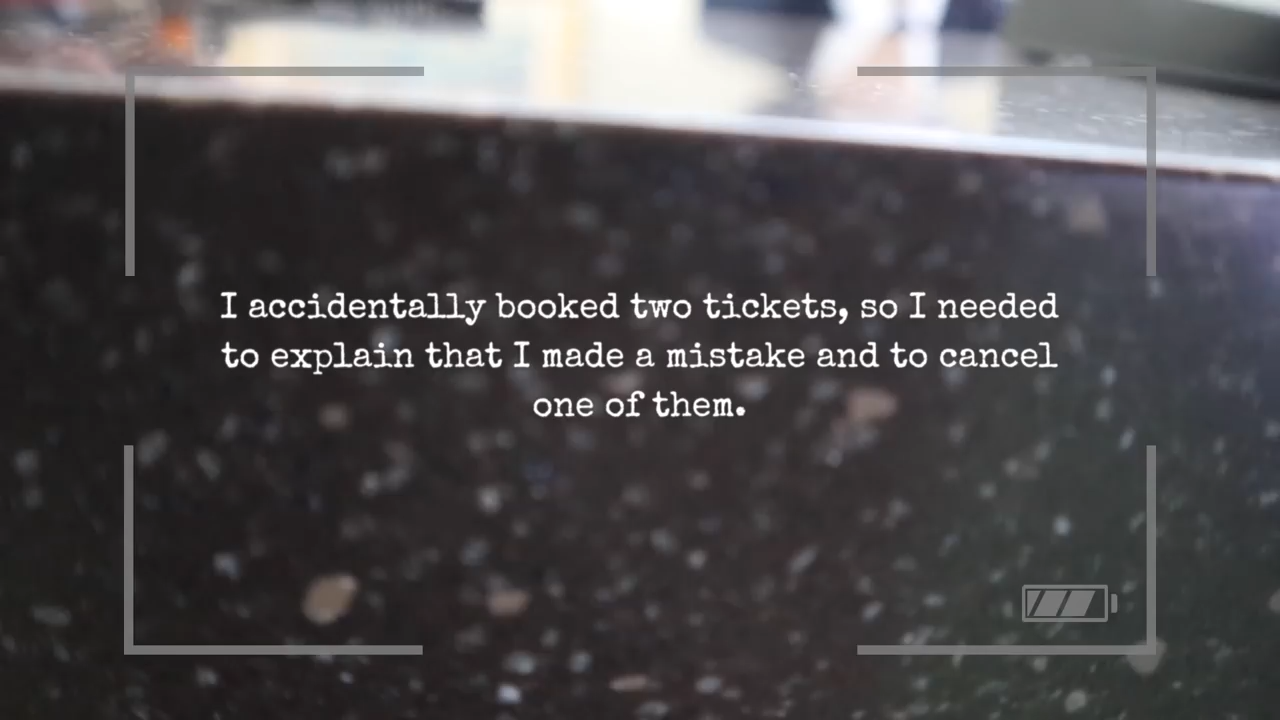 I accidentally booked two tickets, so I needed
to explain that I made a mistake and to cancel
one of them.